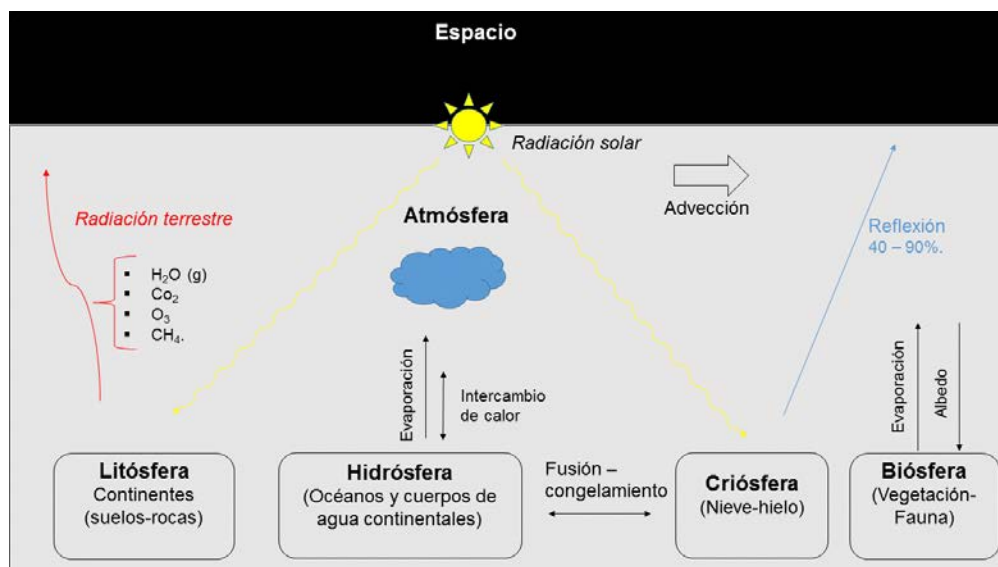 Espacio
Radiación solar
Advección
Radiación terrestre
Atmósfera
Reflexión
40 – 90%.
▪ H₂O (g)
▪ Co₂
▪ O₃
▪ CH₄.
Evaporación
Intercambio
de calor
Evaporación
Albedo
Litósfera
Continentes
(suelos-rocas)
Hidrósfera
(Océanos y cuerpos de
agua continentales)
Fusión –
congelamiento
Criósfera
(Nieve-hielo)
Biósfera
(Vegetación-
Fauna)